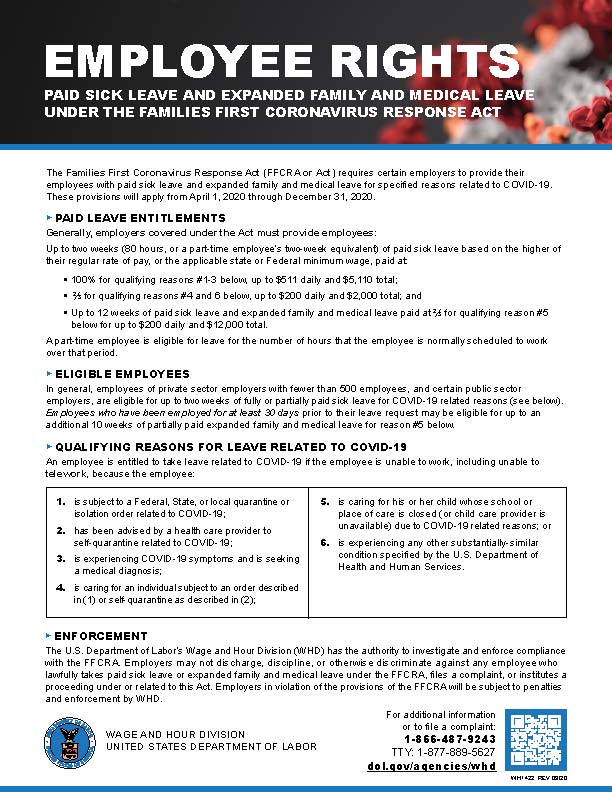 EMPLOYEE RIGHTS
PAID SICK LEAVE AND EXPANDED FAMILY AND MEDICAL LEAVE
UNDER THE FAMILIES FIRST CORONAVIRUS RESPONSE ACT
The Families First Coronavirus Response Act (FFCRA or Act) requires certain employers to provide their
employees with paid sick leave and expanded family and medical leave for specified reasons related to COVID-19.
These provisions will apply from April 1, 2020 through December 31, 2020.
► PAID LEAVE ENTITLEMENTS
Generally, employers covered under the Act must provide employees:
Up to two weeks (80 hours, or a part-time employee's two-week equivalent) of paid sick leave based on the higher of
their regular rate of pay, or the applicable state or Federal minimum wage, paid at:
• 100% for qualifying reasons #1-3 below, up to $511 daily and $5,110 total;
• ⅔ for qualifying reasons #4 and 6 below, up to $200 daily and $2,000 total; and
• Up to 12 weeks of paid sick leave and expanded family and medical leave paid at ⅔ for qualifying reason #5
below for up to $200 daily and $12,000 total.
A part-time employee is eligible for leave for the number of hours that the employee is normally scheduled to work
over that period.
► ELIGIBLE EMPLOYEES
In general, employees of private sector employers with fewer than 500 employees, and certain public sector
employers, are eligible for up to two weeks of fully or partially paid sick leave for COVID-19 related reasons (see below).
Employees who have been employed for at least 30 days prior to their leave request may be eligible for up to an
additional 10 weeks of partially paid expanded family and medical leave for reason #5 below.
► QUALIFYING REASONS FOR LEAVE RELATED TO COVID-19
An employee is entitled to take leave related to COVID-19 if the employee is unable to work, including unable to
telework, because the employee:
1. is subject to a Federal, State, or local quarantine or
isolation order related to COVID-19;
2. has been advised by a health care provider to
self-quarantine related to COVID-19;
3. is experiencing COVID-19 symptoms and is seeking
a medical diagnosis;
4. is caring for an individual subject to an order described
in (1) or self-quarantine as described in (2);
5. is caring for his or her child whose school or
place of care is closed (or child care provider is
unavailable) due to COVID-19 related reasons; or
6. is experiencing any other substantially-similar
condition specified by the U.S. Department of
Health and Human Services.
► ENFORCEMENT
The U.S. Department of Labor's Wage and Hour Division (WHD) has the authority to investigate and enforce compliance
with the FFCRA. Employers may not discharge, discipline, or otherwise discriminate against any employee who
lawfully takes paid sick leave or expanded family and medical leave under the FFCRA, files a complaint, or institutes a
proceeding under or related to this Act. Employers in violation of the provisions of the FFCRA will be subject to penalties
and enforcement by WHD.
WAGE AND HOUR DIVISION
UNITED STATES DEPARTMENT OF LABOR
For additional information
or to file a complaint:
1-866-487-9243
TTY: 1-877-889-5627
dol.gov/agencies/whd